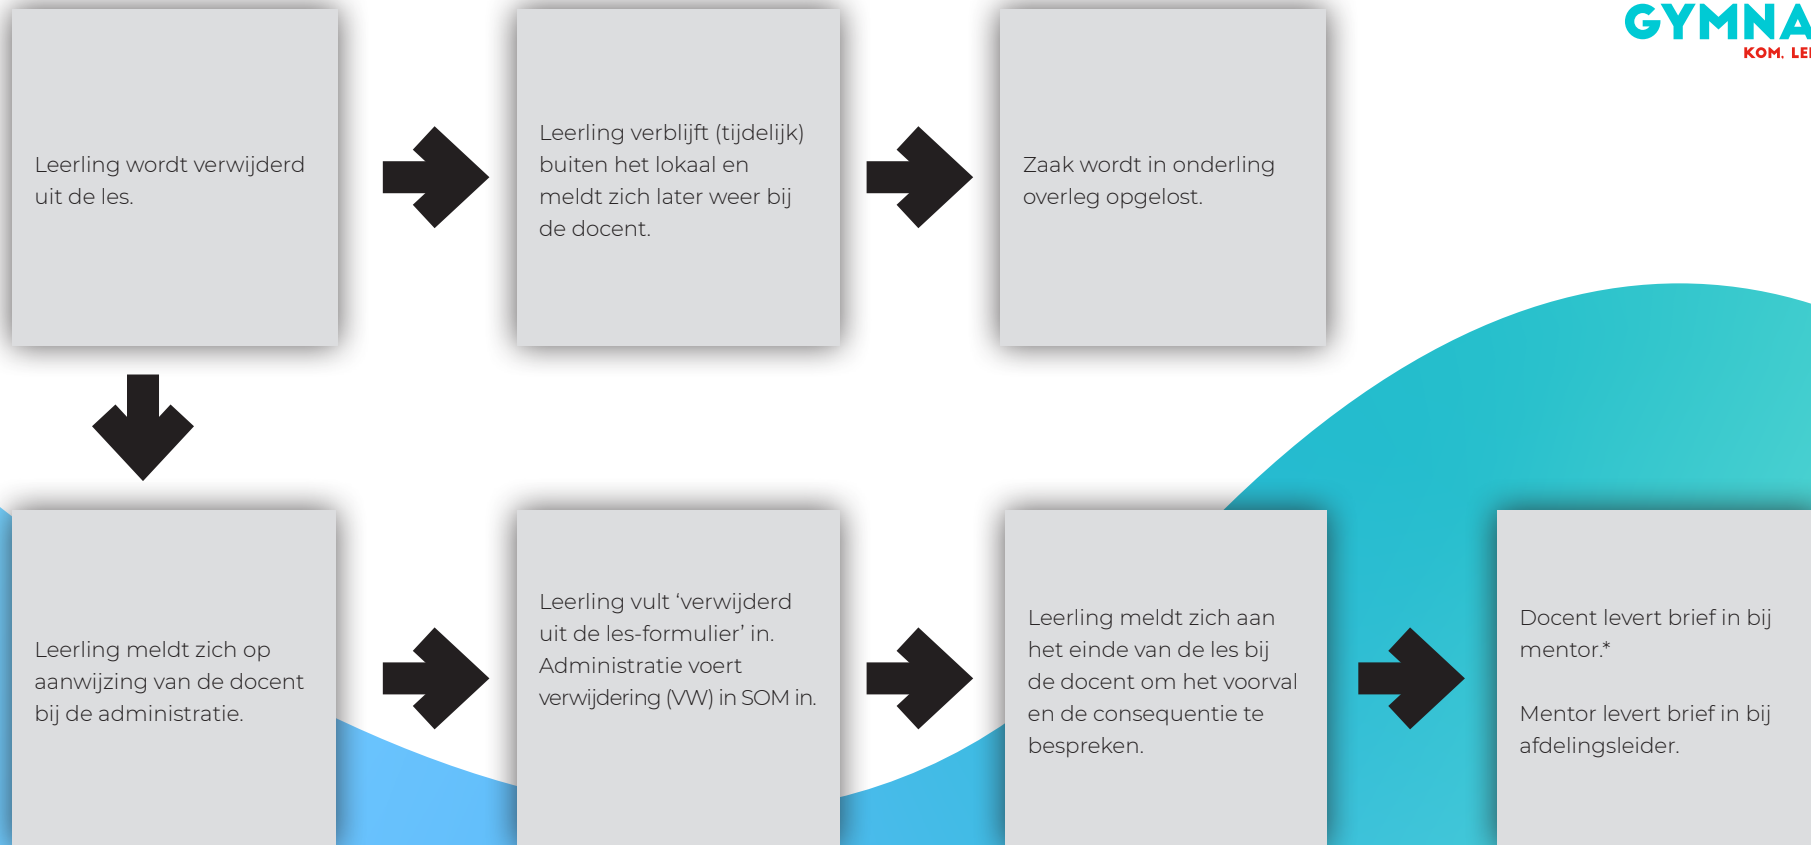 GYMNA
KOM. LEE
Leerling wordt verwijderd
uit de les.
Leerling verblijft (tijdelijk)
buiten het lokaal en
meldt zich later weer bij
de docent.
Zaak wordt in onderling
overleg opgelost.
Leerling meldt zich op
aanwijzing van de docent
bij de administratie.
Leerling vult ‘verwijderd
uit de les-formulier’ in.
Administratie voert
verwijdering (VW) in SOM in.
Leerling meldt zich aan
het einde van de les bij
de docent om het voorval
en de consequentie te
bespreken.
Docent levert brief in bij
mentor.*
Mentor levert brief in bij
afdelingsleider.